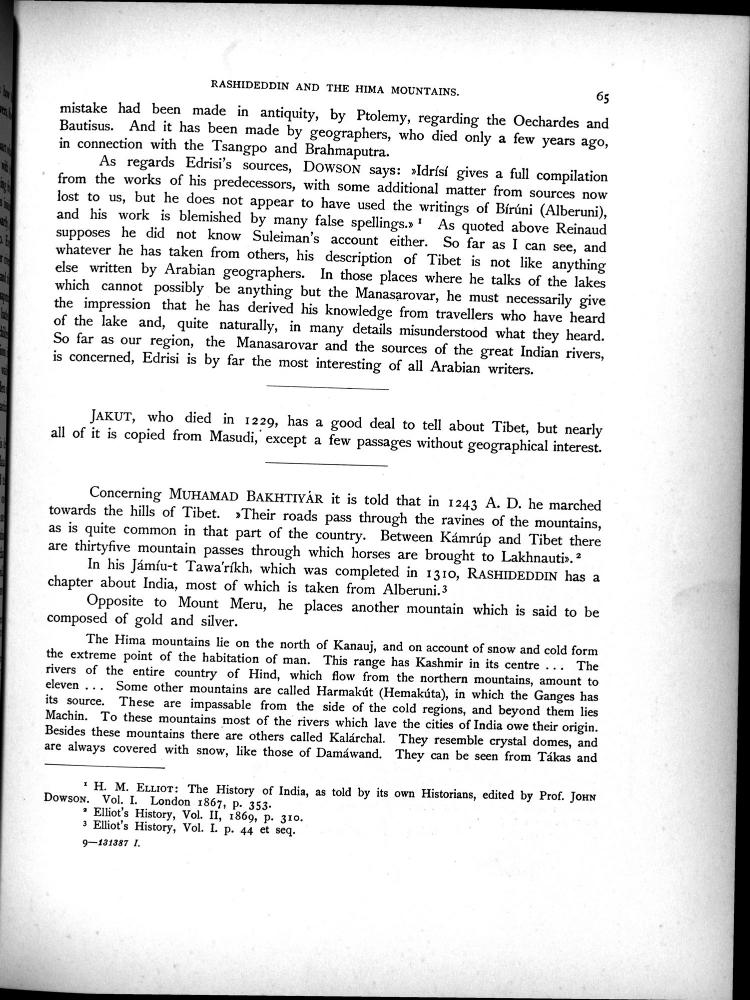 RASHIDEDDIN AND THE HIMA MOUNTAINS.
65
mistake had been made in antiquity, by Ptolemy, regarding the Oechardes and
Bautisus. And it has been made by geographers, who died only a few years ago,
in connection with the Tsangpo and Brahmaputra.
As regards Edrisi's sources, DOWSON says: »Idrísí gives a full compilation
from the works of his predecessors, with some additional matter from sources now
lost to us, but he does not appear to have used the writings of Bírúni (Alberuni),
and his work is blemished by many false spellings.» ¹ As quoted above Reinaud
supposes he did not know Suleiman's account either. So far as I can see, and
whatever he has taken from others, his description of Tibet is not like anything
else written by Arabian geographers. In those places where he talks of the lakes
which cannot possibly be anything but the Manasarovar, he must necessarily give
the impression that he has derived his knowledge from travellers who have heard
of the lake and, quite naturally, in many details misunderstood what they heard.
So far as our region, the Manasarovar and the sources of the great Indian rivers,
is concerned, Edrisi is by far the most interesting of all Arabian writers.
JAKUT, who died in 1229, has a good deal to tell about Tibet, but nearly
all of it is copied from Masudi, except a few passages without geographical interest.
Concerning MUHAMAD BAKHTIYÁR it is told that in 1243 A. D. he marched
towards the hills of Tibet. »Their roads pass through the ravines of the mountains,
as is quite common in that part of the country. Between Kámrúp and Tibet there
are thirtyfive mountain passes through which horses are brought to Lakhnauti». ²
In his Jámíu-t Tawa'ríkh, which was completed in 1310, RASHIDEDDIN has a
chapter about India, most of which is taken from Alberuni. ³
Opposite to Mount Meru, he places another mountain which is said to be
composed of gold and silver.
The Hima mountains lie on the north of Kanauj, and on account of snow and cold form
the extreme point of the habitation of man. This range has Kashmir in its centre ... The
rivers of the entire country of Hind, which flow from the northern mountains, amount to
eleven ... Some other mountains are called Harmakút (Hemakúta), in which the Ganges has
its source. These are impassable from the side of the cold regions, and beyond them lies
Machin. To these mountains most of the rivers which lave the cities of India owe their origin.
Besides these mountains there are others called Kalárchal. They resemble crystal domes, and
are always covered with snow, like those of Damáwand. They can be seen from Tákas and
¹ H. M. ELLIOT: The History of India, as told by its own Historians, edited by Prof. JOHN
DOWSON. Vol. I. London 1867, p. 353.
² Elliot's History, Vol. II, 1869, p. 310.
³ Elliot's History, Vol. I. p. 44 et seq.
9—131387 I.